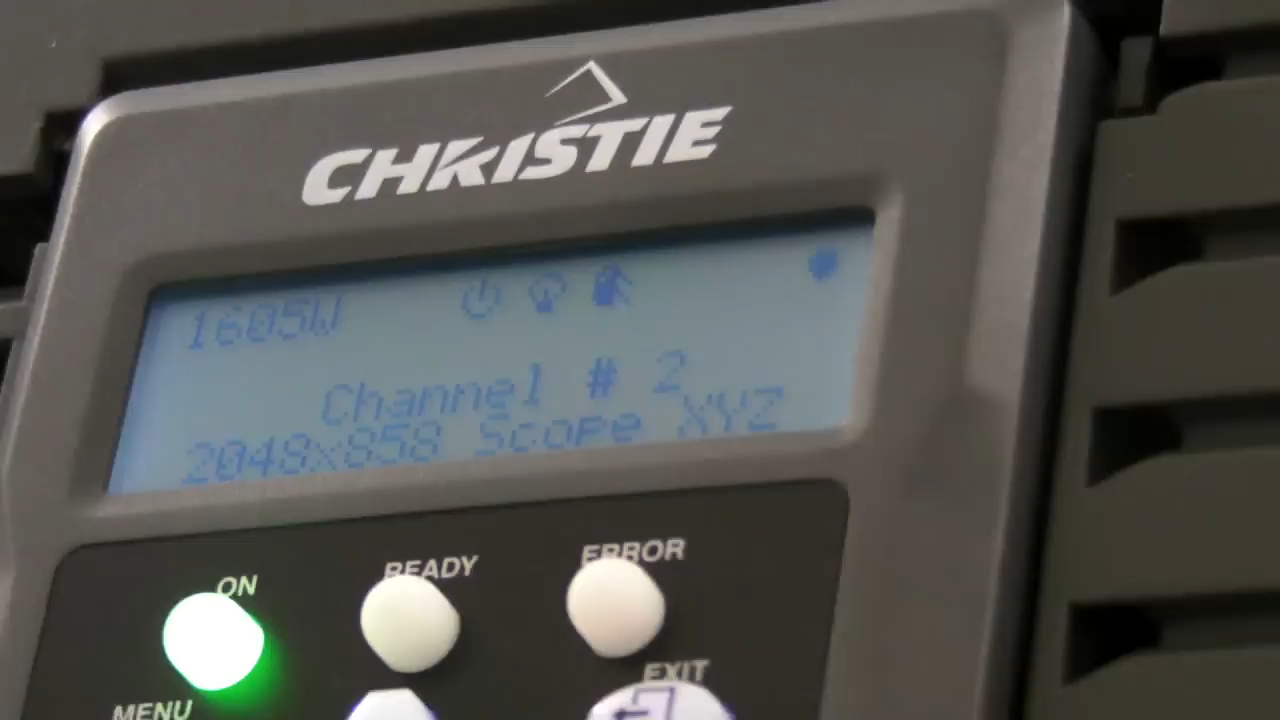 CHRISTIE
1605W
Channel # 2
2048x858 Scope XYZ
ON
READY
ERROR
MENU
EXIT